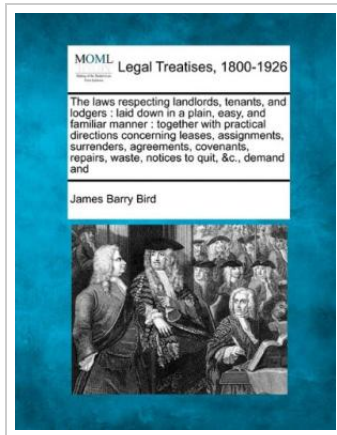 MOML
Legal Treatises, 1800-1926
The laws respecting landlords, tenants, and
lodgers : laid down in a plain, easy, and
familiar manner : together with practical
directions concerning leases, assignments,
surrenders, agreements, covenants,
repairs, waste, notices to quit, &c., demand
and
James Barry Bird